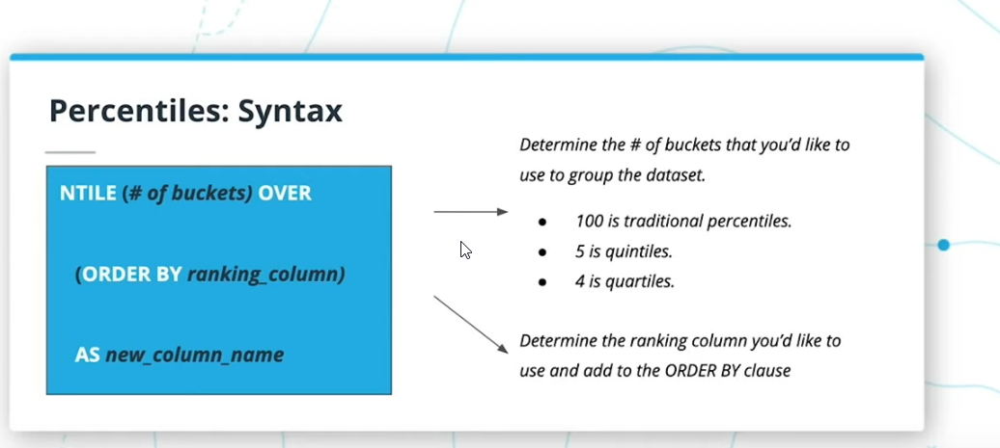 Percentiles: Syntax
NTILE (# of buckets) OVER
(ORDER BY ranking_column)
AS new_column_name
Determine the # of buckets that you’d like to
use to group the dataset.
● 100 is traditional percentiles.
● 5 is quintiles.
● 4 is quartiles.
Determine the ranking column you’d like to
use and add to the ORDER BY clause